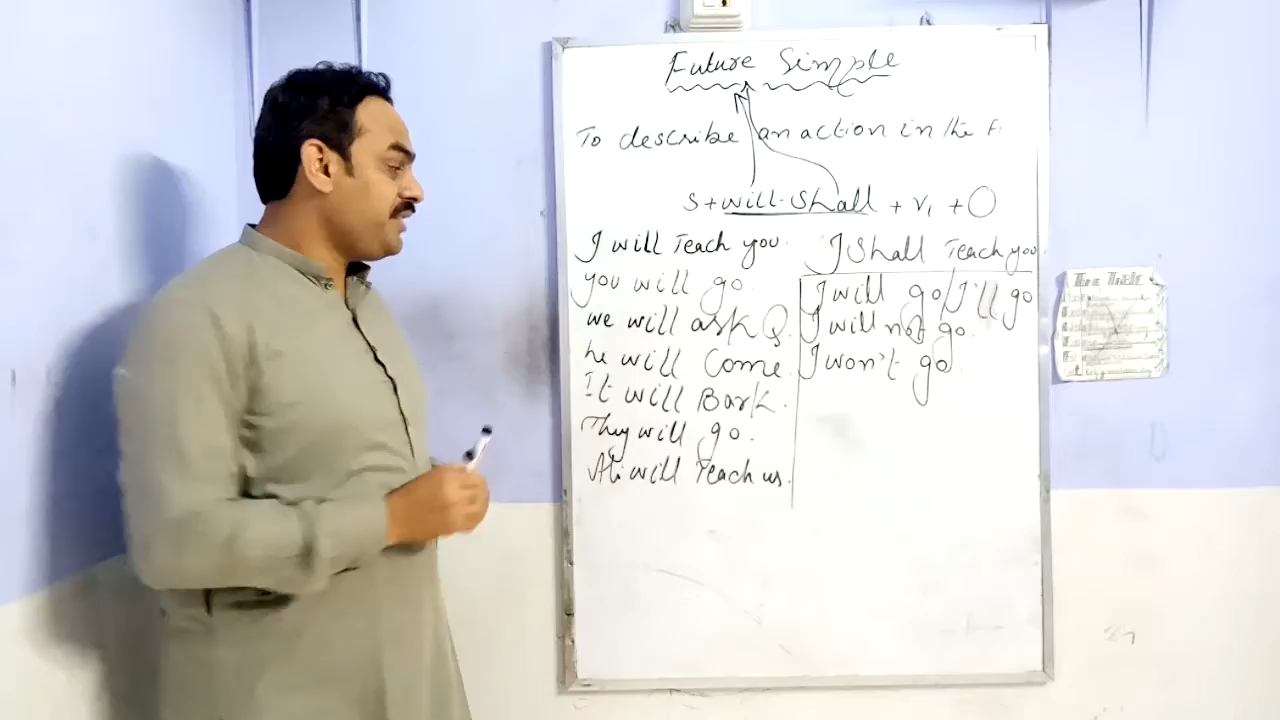 Future Simple
To describe an action in the F.
S + will - Shall + V1 + O
I will Teach you.
you will go.
we will ask Q.
he will Come.
It will Bark.
They will go.
Ali will Teach us.
I Shall Teach you.
I will go / I'll go
I will not go.
I won't go.
Time Table